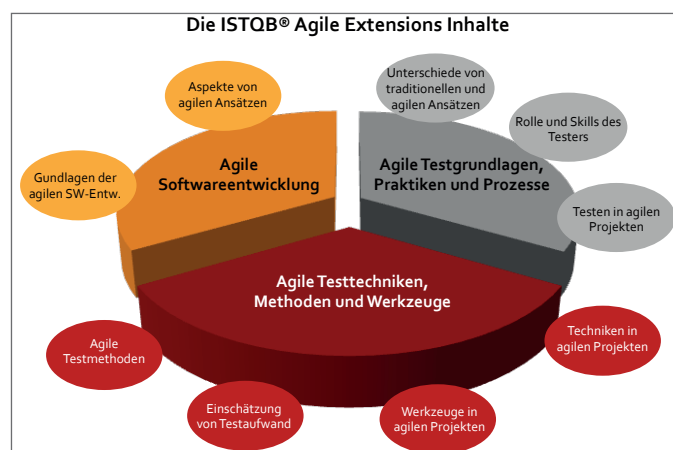 Die ISTQB® Agile Extensions Inhalte
Aspekte von
agilen Ansätzen
Unterschiede von
traditionellen und
agilen Ansätzen
Rolle und Skills des
Testers
Gundlagen der
agilen SW-Entw.
Agile
Softwareentwicklung
Agile Testgrundlagen,
Praktiken und Prozesse
Testen in agilen
Projekten
Agile Testtechniken,
Methoden und Werkzeuge
Agile
Testmethoden
Techniken in
agilen Projekten
Einschätzung
von Testaufwand
Werkzeuge in
agilen Projekten